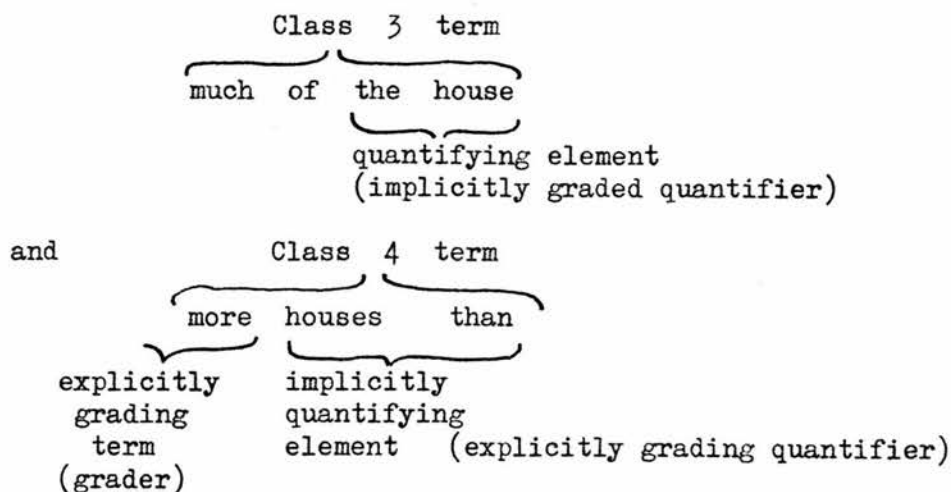 Class 3 term
much of the house
quantifying element
(implicitly graded quantifier)
and Class 4 term
more houses than
explicitly implicitly
grading quantifying
term element (explicitly grading quantifier)
(grader)